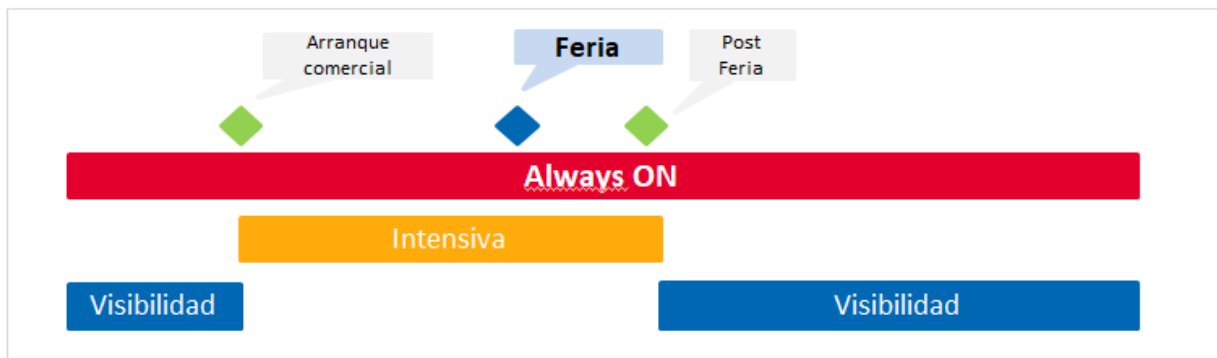 Arranque
comercial
Feria
Post
Feria
Always ON
Intensiva
Visibilidad
Visibilidad